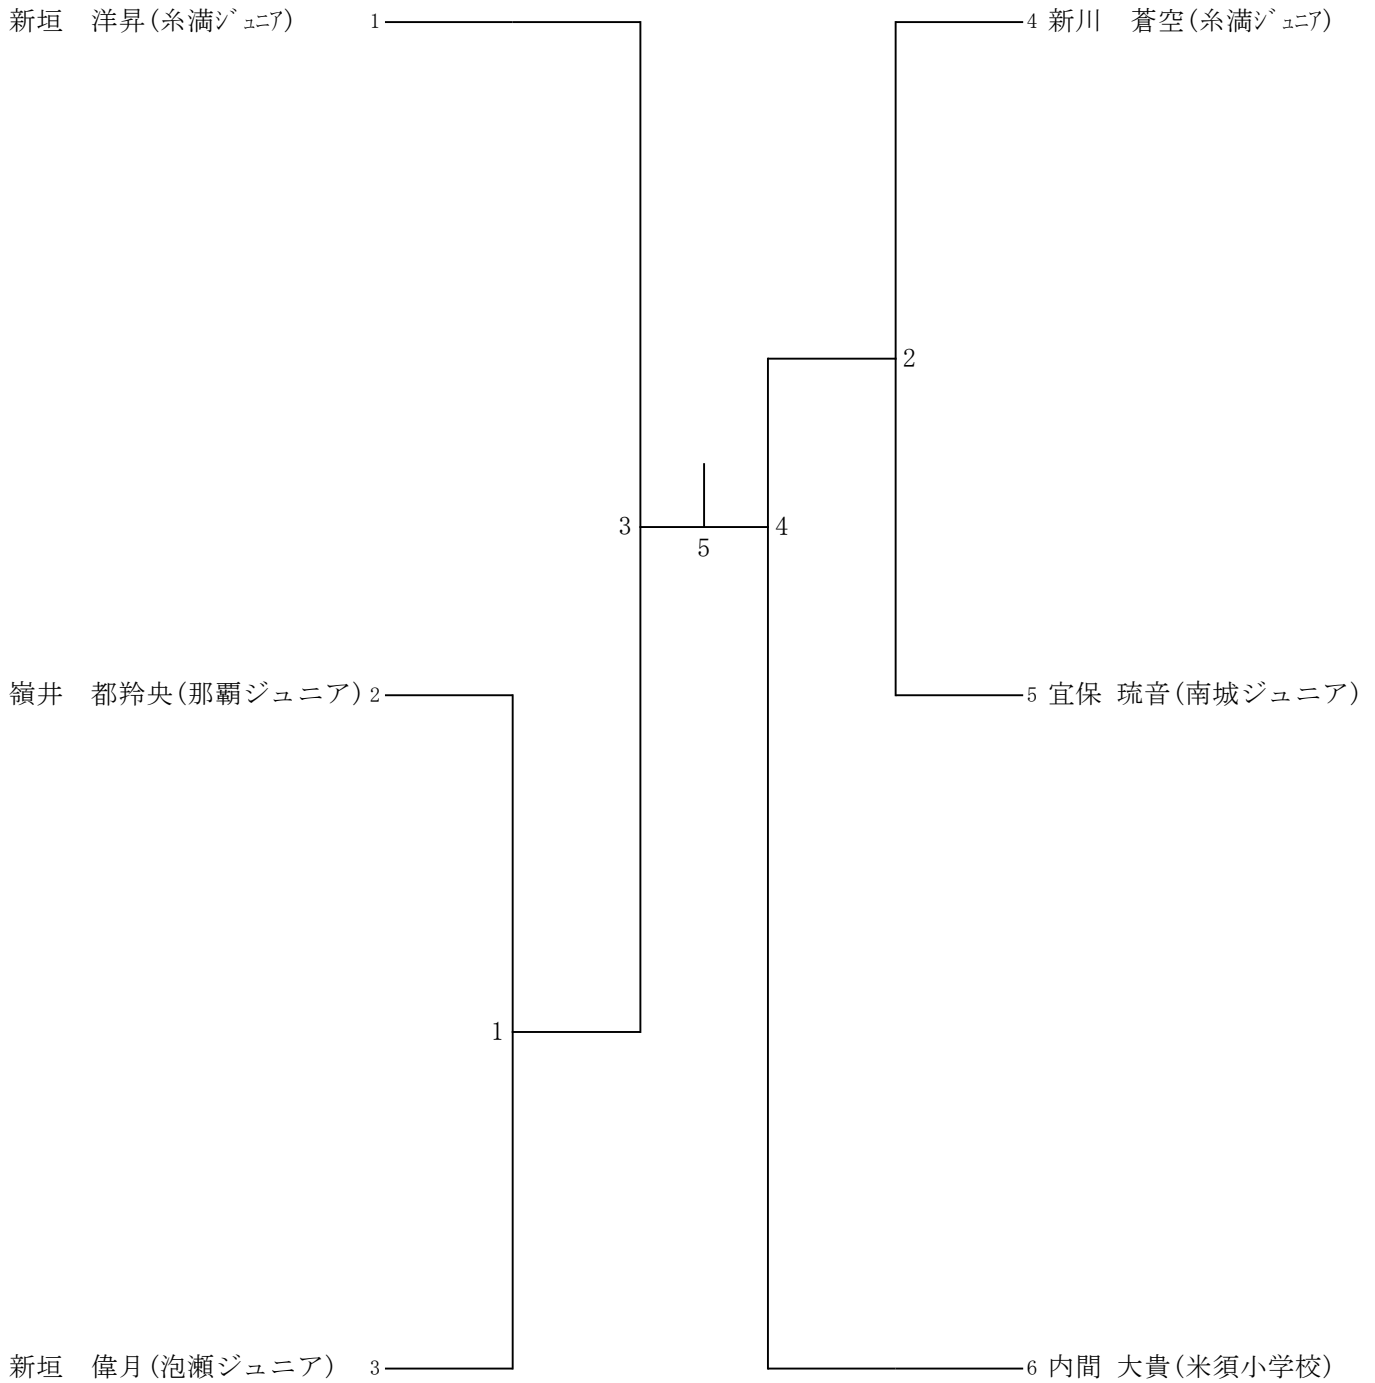 新垣　洋昇(糸満ｼﾞｭﾆｱ) 1
4 新川　蒼空(糸満ｼﾞｭﾆｱ)
2
3
4
5
嶺井　都羚央(那覇ジュニア) 2
5 宜保 琉音(南城ジュニア)
1
新垣　偉月(泡瀬ジュニア) 3
6 内間 大貴(米須小学校)